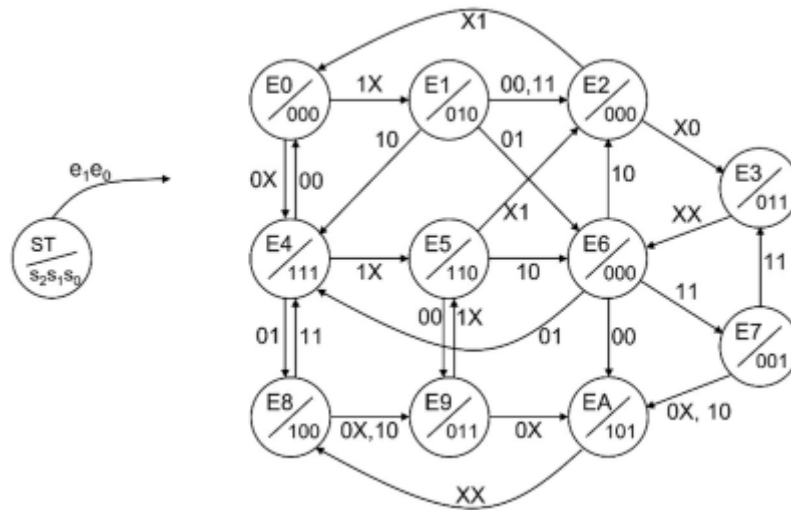 X1
E0
000
1X
E1
010
00,11
E2
000
X0
e₁e₀
0X
00
10
01
10
E3
011
ST
s₂s₁s₀
E4
111
1X
E5
110
X1
10
E6
000
XX
11
01
11
00
1X
01
00
11
E7
001
E8
100
0X,10
E9
011
0X
EA
101
0X, 10
XX